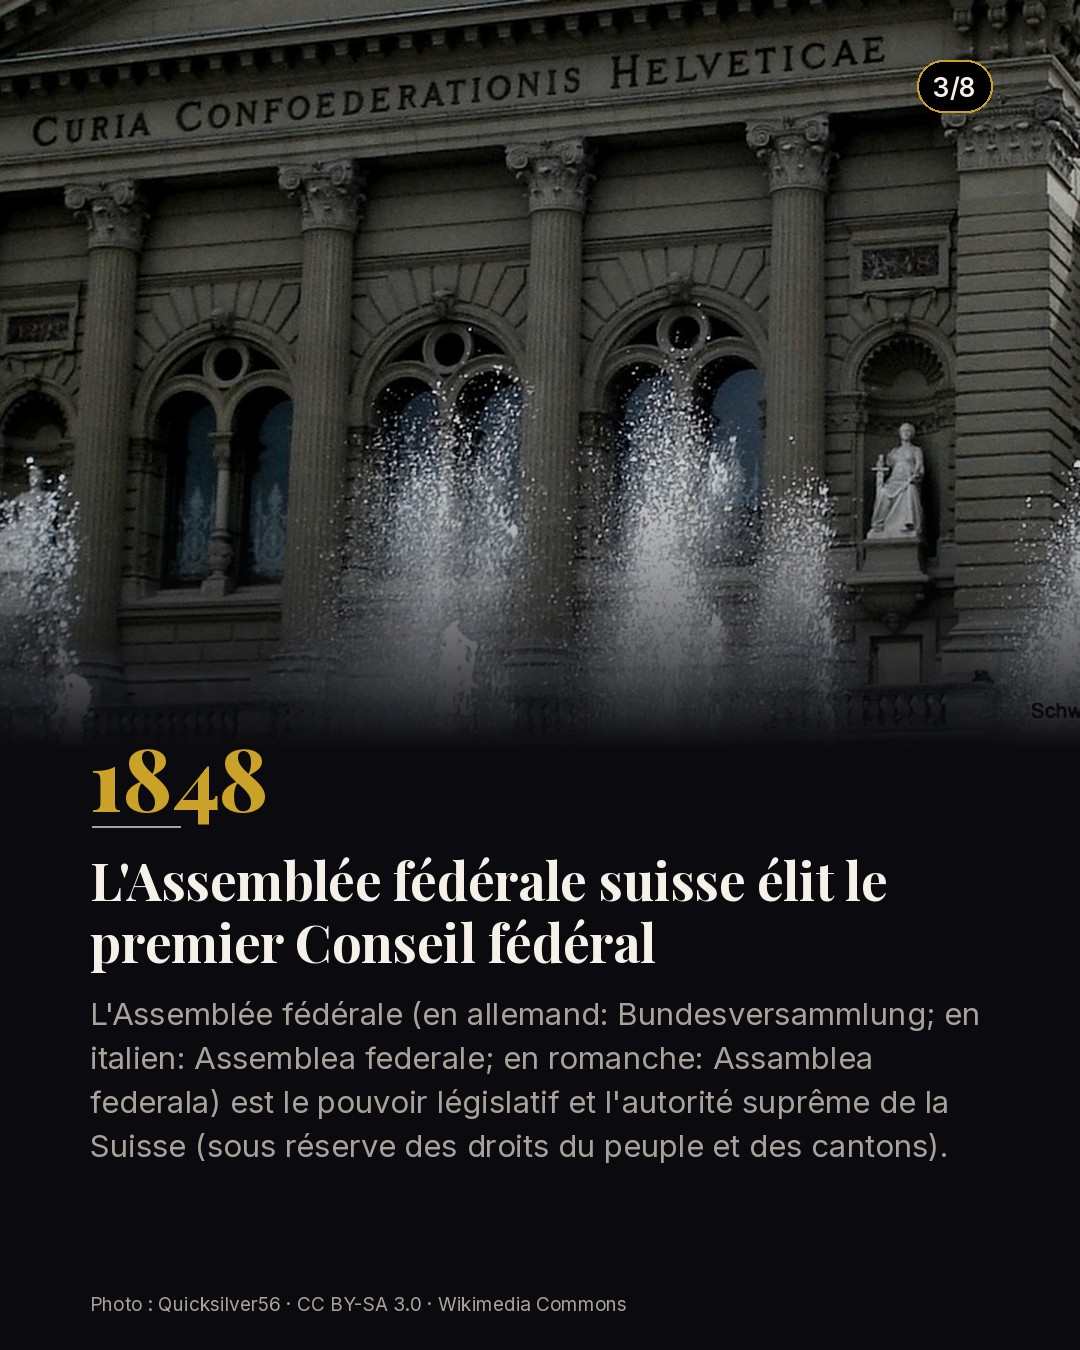 CURIA CONFOEDERATIONIS HELVETICAE
3/8
Schw
1848
L'Assemblée fédérale suisse élit le
premier Conseil fédéral
L'Assemblée fédérale (en allemand: Bundesversammlung; en
italien: Assemblea federale; en romanche: Assamblea
federala) est le pouvoir législatif et l'autorité suprême de la
Suisse (sous réserve des droits du peuple et des cantons).
Photo : Quicksilver56 · CC BY-SA 3.0 · Wikimedia Commons